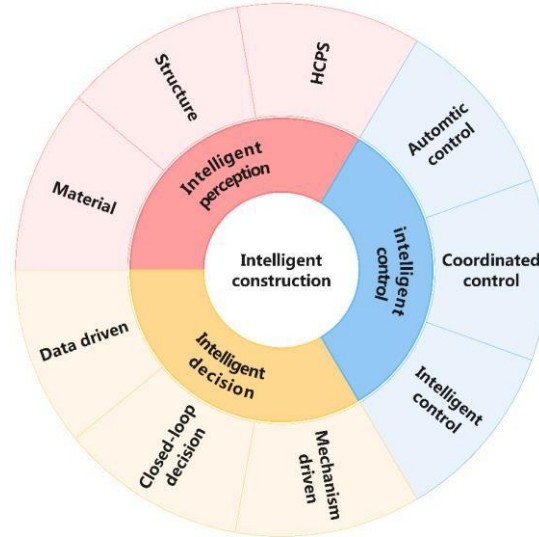 HCPS
Structure
Material
Automtic
control
Intelligent
perception
intelligent
control
Coordinated
control
Intelligent
construction
Data driven
Intelligent
decision
Intelligent
control
Closed-loop
decision
Mechanism
driven